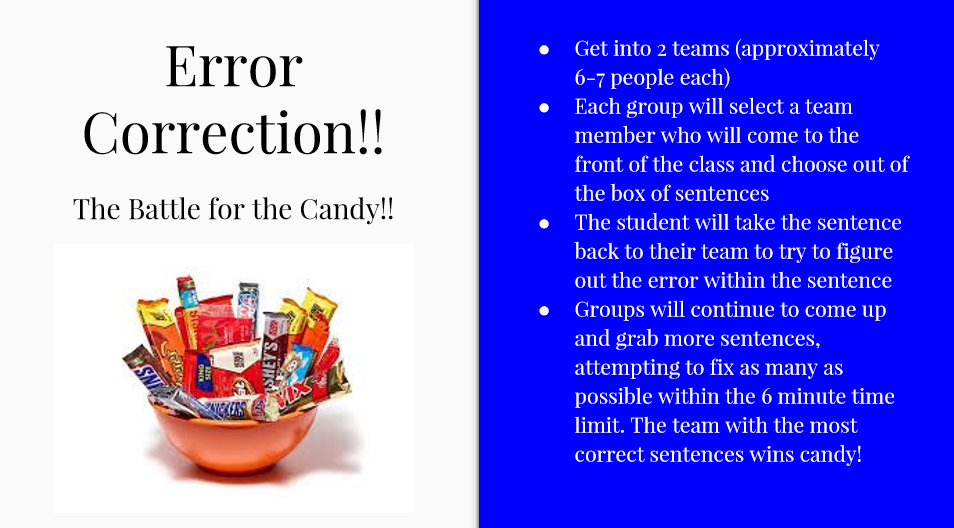 Error
Correction!!
The Battle for the Candy!!
SNICKERS
HERSHEY'S
KING
SIZE
● Get into 2 teams (approximately
6-7 people each)
● Each group will select a team
member who will come to the
front of the class and choose out of
the box of sentences
● The student will take the sentence
back to their team to try to figure
out the error within the sentence
● Groups will continue to come up
and grab more sentences,
attempting to fix as many as
possible within the 6 minute time
limit. The team with the most
correct sentences wins candy!